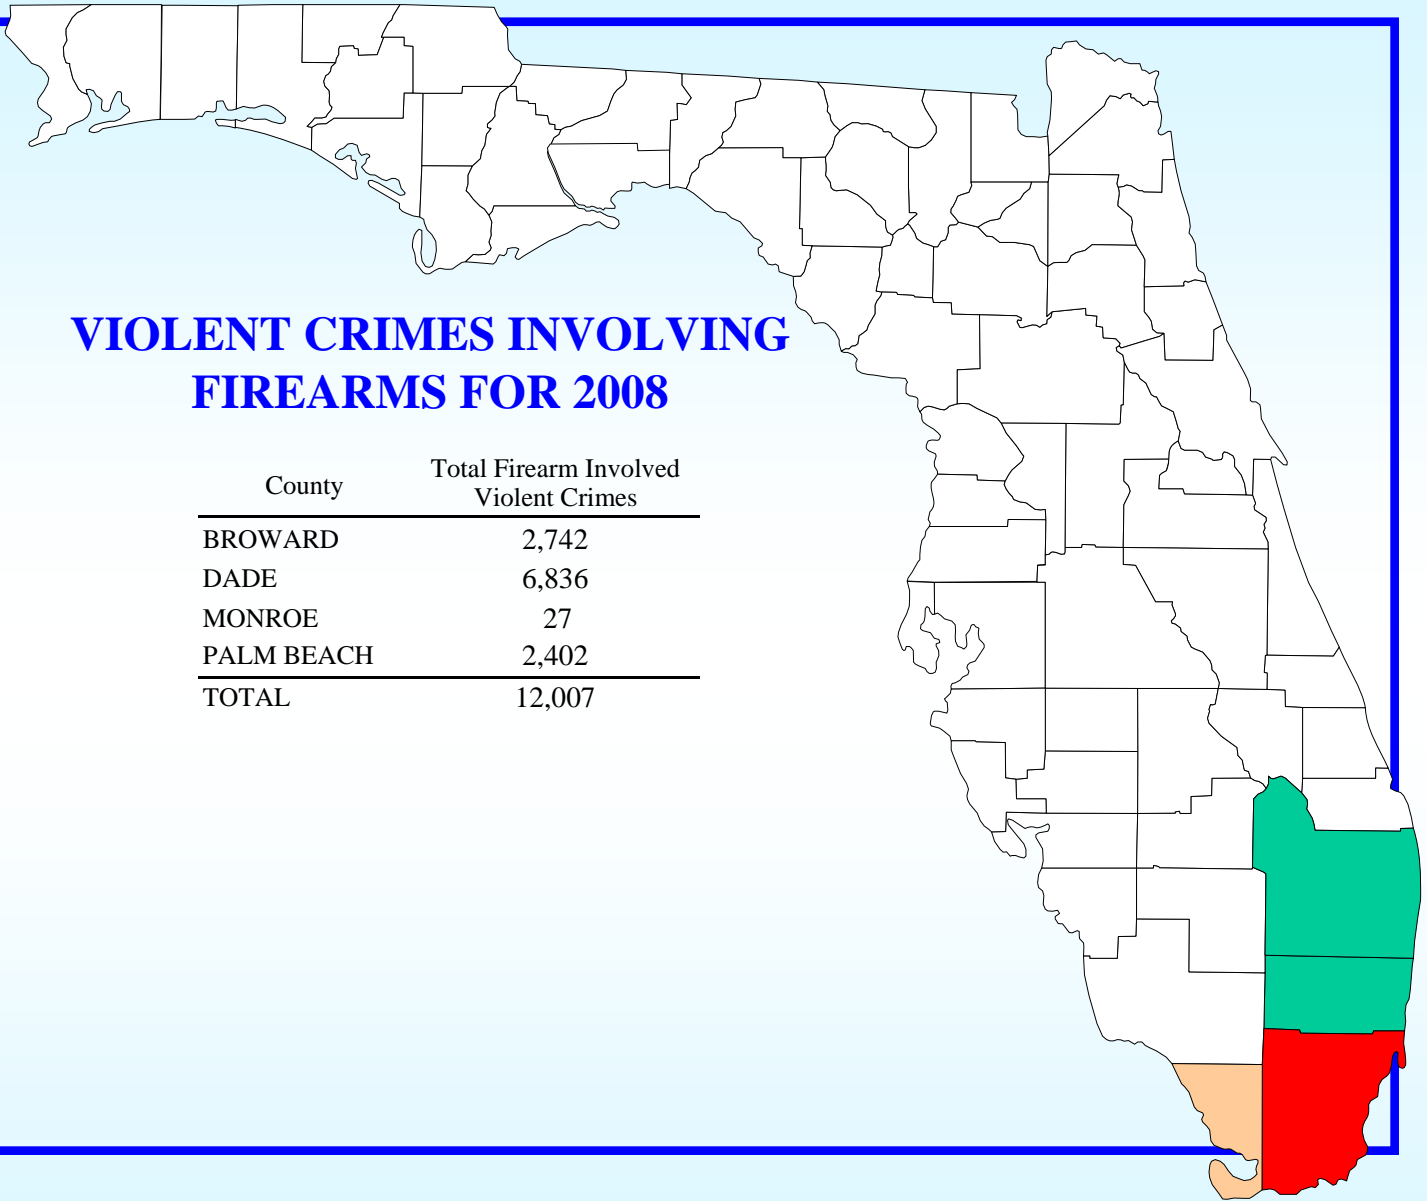 VIOLENT CRIMES INVOLVING
FIREARMS FOR 2008
County Total Firearm Involved
Violent Crimes
BROWARD 2,742
DADE 6,836
MONROE 27
PALM BEACH 2,402
TOTAL 12,007